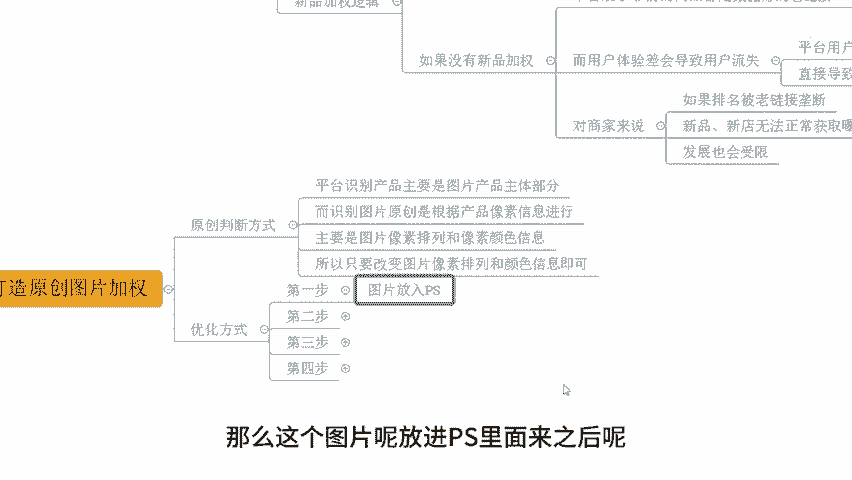 新品加权逻辑
如果没有新品加权
而用户体验差会导致用户流失
平台用户
直接导致
对商家来说
如果排名被老链接垄断
新品、新店无法正常获取曝
发展也会受限
打造原创图片加权
原创判断方式
平台识别产品主要是图片产品主体部分
而识别图片原创是根据产品像素信息进行
主要是图片像素排列和像素颜色信息
所以只要改变图片像素排列和颜色信息即可
优化方式
第一步
图片放入PS
第二步
第三步
第四步
那么这个图片呢放进PS里面来之后呢